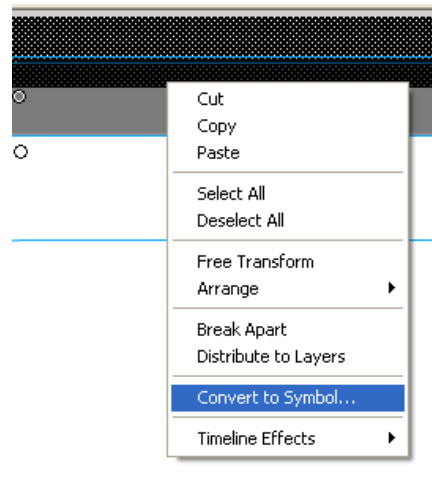 Cut
Copy
Paste
Select All
Deselect All
Free Transform
Arrange
Break Apart
Distribute to Layers
Convert to Symbol...
Timeline Effects